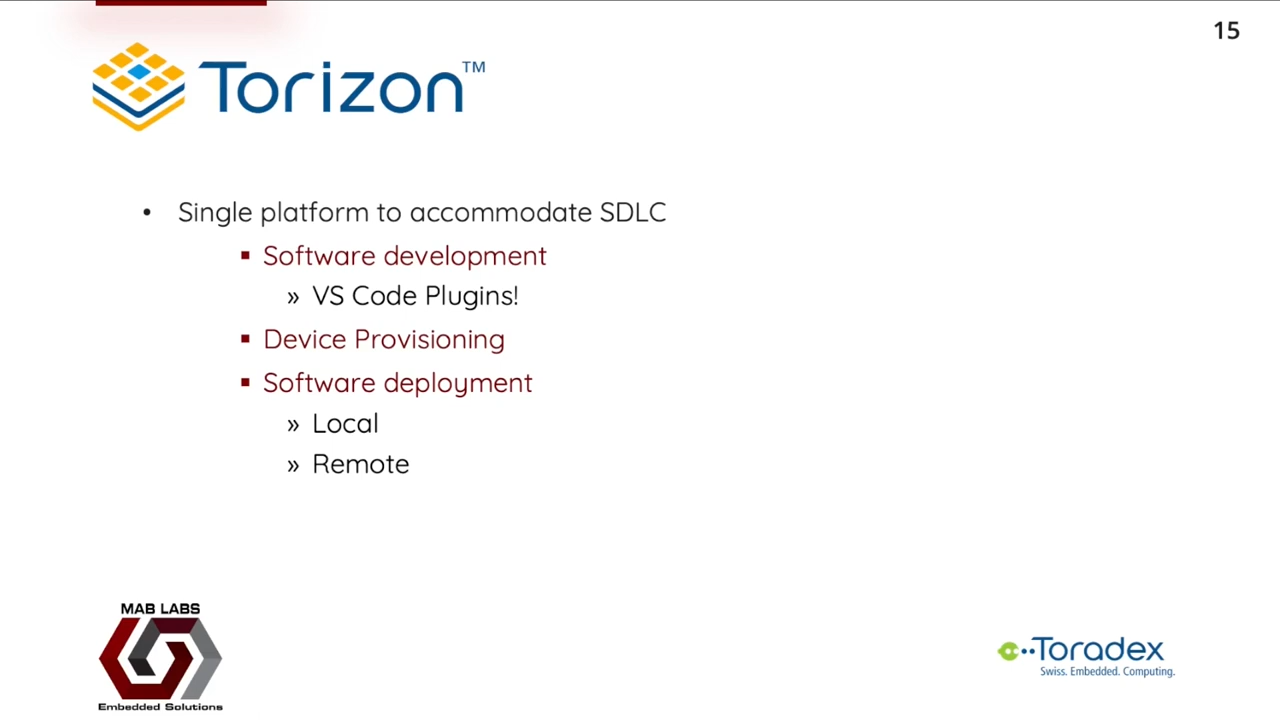 15
Torizon™
• Single platform to accommodate SDLC
▪ Software development
» VS Code Plugins!
▪ Device Provisioning
▪ Software deployment
» Local
» Remote
MAB LABS
Embedded Solutions
Toradex
Swiss. Embedded. Computing.